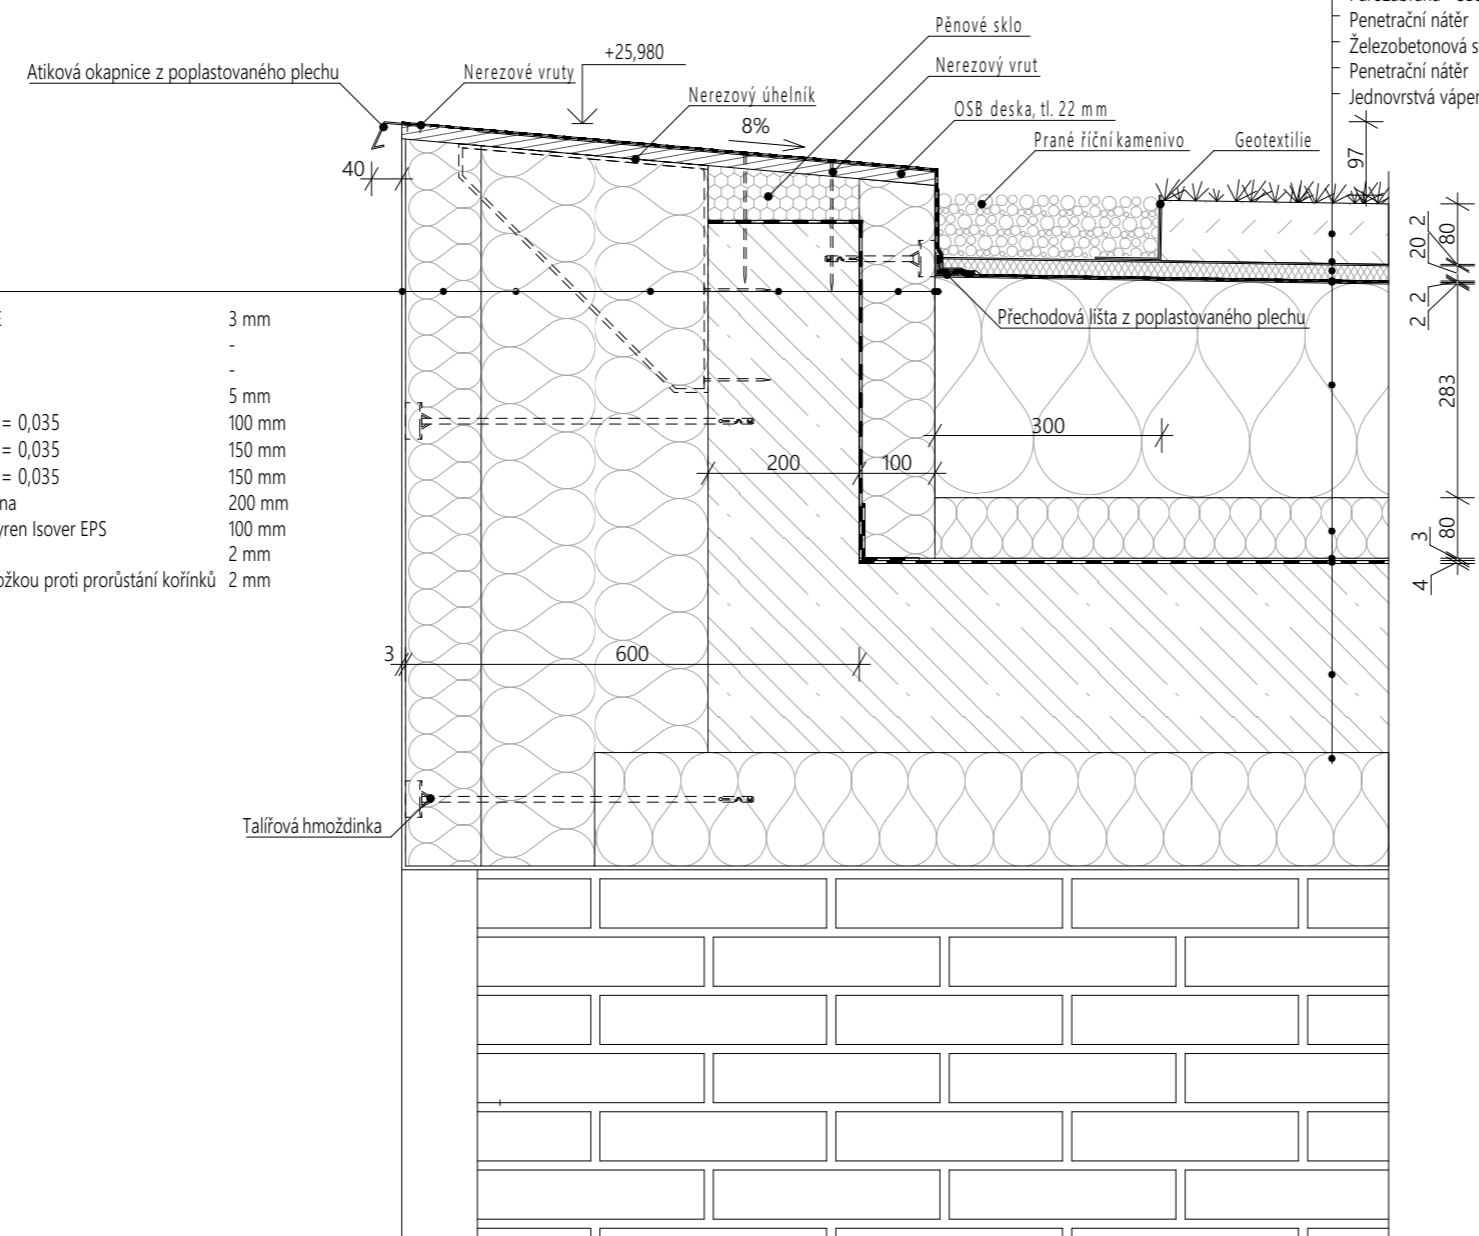 Penetrační nátěr
Železobetonová s
Penetrační nátěr
Jednovrstvá vápen
Pěnové sklo
+25,980
Atiková okapnice z poplastovaného plechu
Nerezové vruty
Nerezový vrut
Nerezový úhelník
OSB deska, tl. 22 mm
8%
Prané říční kamenivo
Geotextilie
97
40
2
20
80
2
2
Přechodová lišta z poplastovaného plechu
3 mm
-
-
5 mm
= 0,035 100 mm
= 0,035 150 mm
= 0,035 150 mm
na 200 mm
yren Isover EPS 100 mm
2 mm
ožkou proti prorůstání kořínků 2 mm
283
300
200
100
80
3
4
3
600
Talířová hmoždinka